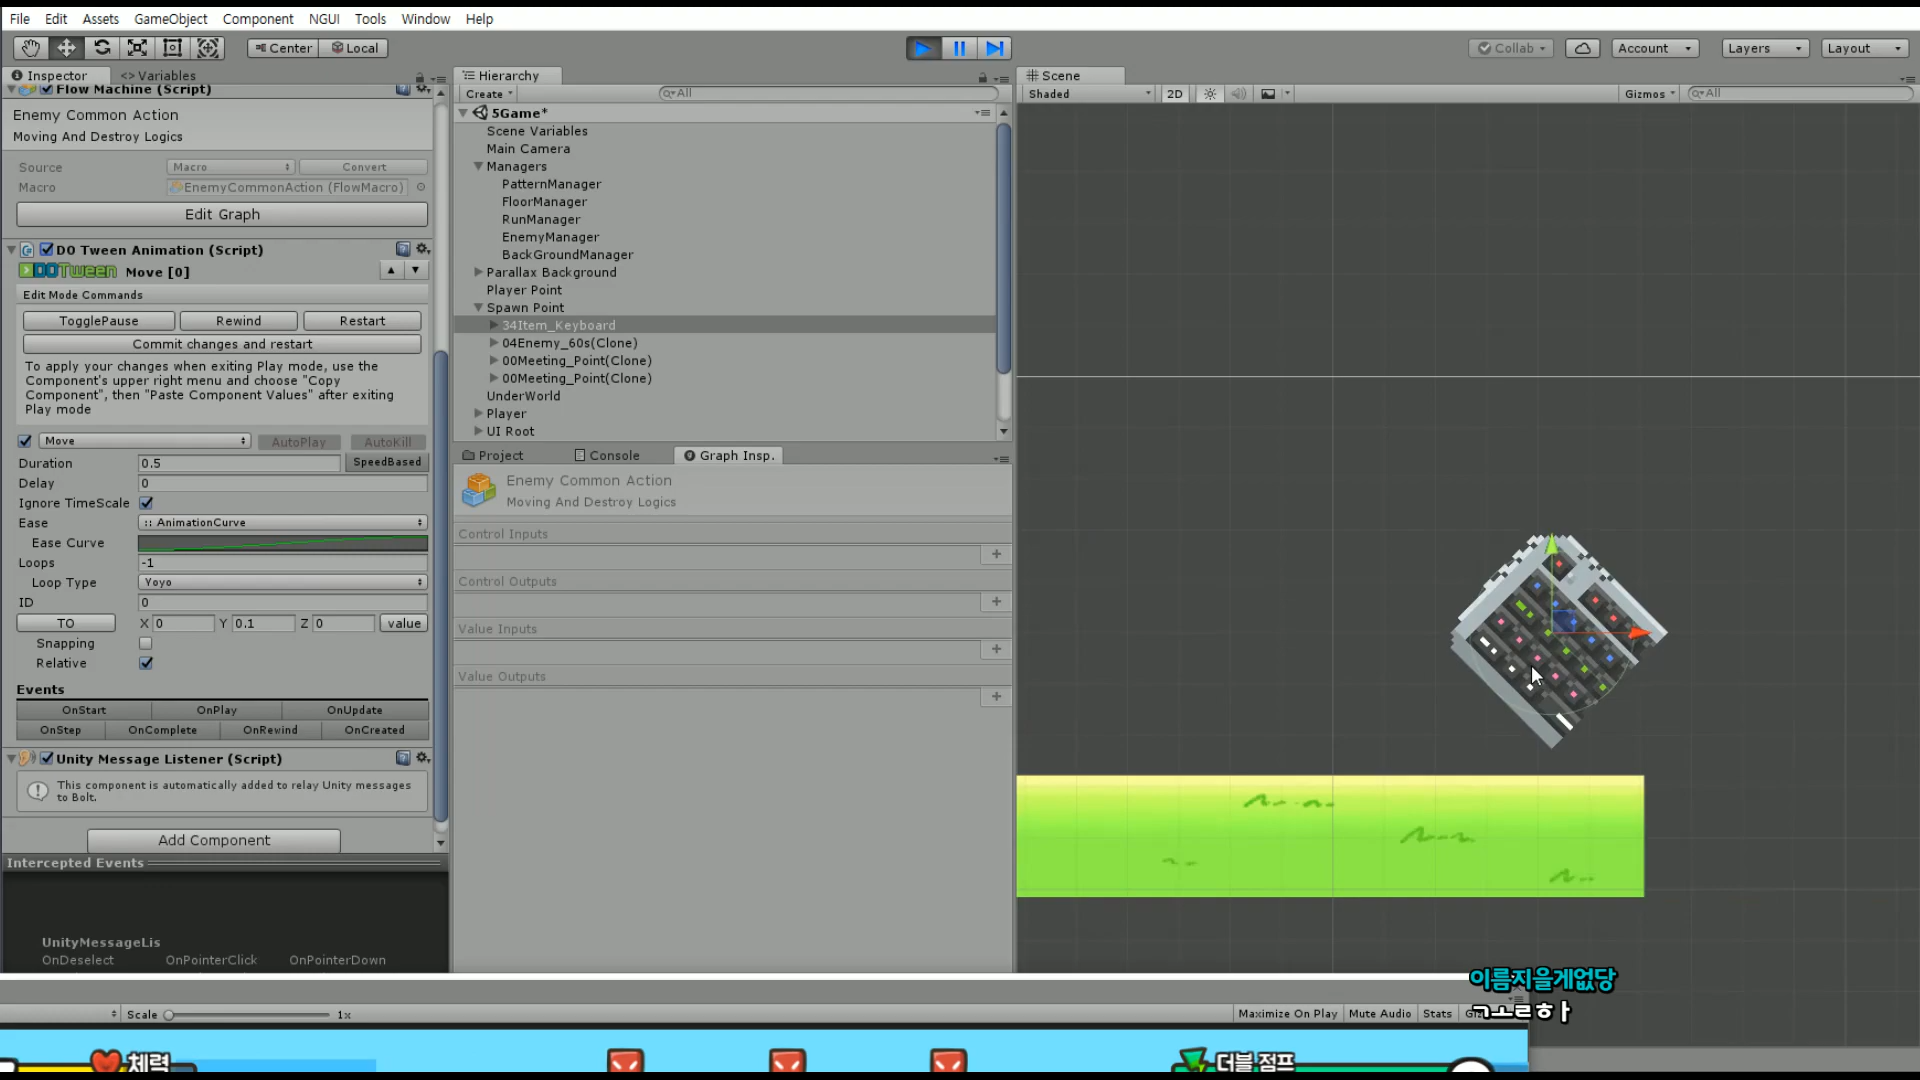 File Edit Assets GameObject Component NGUI Tools Window Help
Center Local Collab Account Layers Layout
Inspector <> Variables
Flow Machine (Script)
Enemy Common Action
Moving And Destroy Logics
Source Macro Convert
Macro EnemyCommonAction (FlowMacro)
Edit Graph
DO Tween Animation (Script)
DOTween Move [0]
Edit Mode Commands
TogglePause Rewind Restart
Commit changes and restart
To apply your changes when exiting Play mode, use the
Component's upper right menu and choose "Copy
Component", then "Paste Component Values" after exiting
Play mode
Move AutoPlay AutoKill
Duration 0.5 SpeedBased
Delay 0
Ignore TimeScale
Ease :: AnimationCurve
Ease Curve
Loops -1
Loop Type Yoyo
ID 0
TO X 0 Y 0.1 Z 0 value
Snapping
Relative
Events
OnStart OnPlay OnUpdate
OnStep OnComplete OnRewind OnCreated
Unity Message Listener (Script)
This component is automatically added to relay Unity messages
to Bolt.
Add Component
Intercepted Events
UnityMessageLis
OnDeselect OnPointerClick OnPointerDown
Hierarchy
Create All
5Game*
Scene Variables
Main Camera
Managers
PatternManager
FloorManager
RunManager
EnemyManager
BackGroundManager
Parallax Background
Player Point
Spawn Point
34Item_Keyboard
04Enemy_60s(Clone)
00Meeting_Point(Clone)
00Meeting_Point(Clone)
UnderWorld
Player
UI Root
Project Console Graph Insp.
Enemy Common Action
Moving And Destroy Logics
Control Inputs
Control Outputs
Value Inputs
Value Outputs
Scene
Shaded 2D Gizmos All
이름지을게없당
ㄱㅗㄹㅎㅏ
Scale 1x Maximize On Play Mute Audio Stats
체력 더블 점프